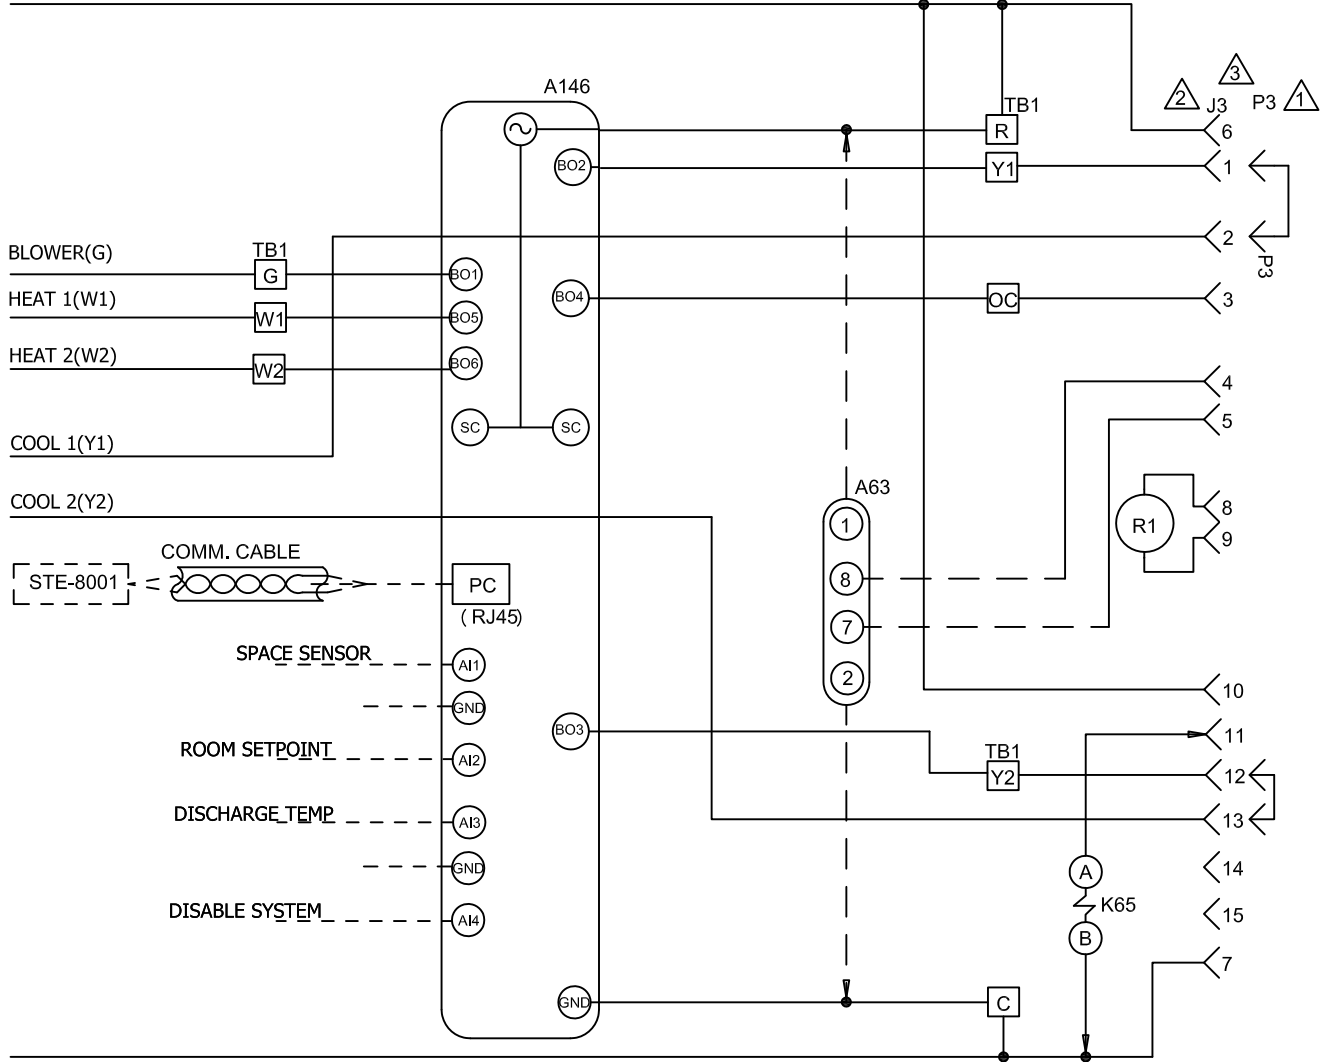 A146
TB1
2
3
J3
P3
1
R
6
BO2
Y1
1
BLOWER(G)
TB1
2
P3
G
BO1
HEAT 1(W1)
BO4
OC
3
W1
BO5
HEAT 2(W2)
W2
BO6
4
SC
SC
5
COOL 1(Y1)
A63
COOL 2(Y2)
1
8
R1
9
COMM. CABLE
STE-8001
PC
8
(RJ45)
7
SPACE SENSOR
AI1
2
10
GND
BO3
11
ROOM SETPOINT
AI2
TB1
Y2
12
DISCHARGE TEMP
AI3
13
GND
A
14
DISABLE SYSTEM
AI4
K65
15
B
7
GND
C